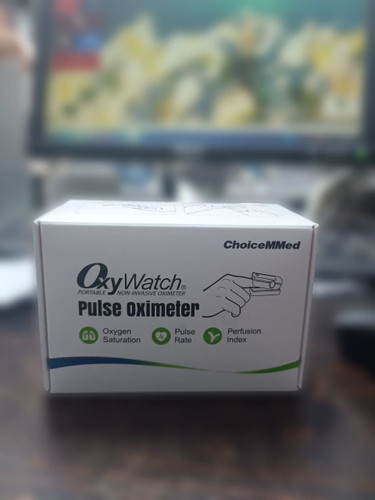 ChoiceMMed
OxyWatch®
PORTABLE NON-INVASIVE OXIMETER
Pulse Oximeter
Oxygen Saturation
Pulse Rate
Perfusion Index